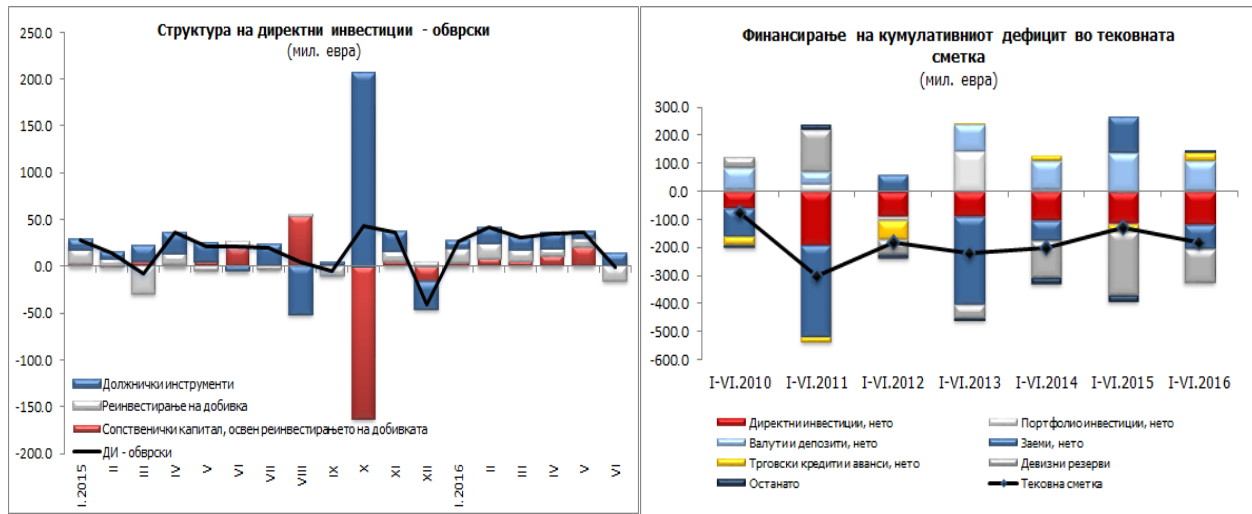 Структура на директни инвестиции - обврски
(мил. евра)
250.0
200.0
150.0
100.0
50.0
0.0
-50.0
-100.0
-150.0
-200.0
Должнички инструменти
Реинвестирање на добивка
Сопственички капитал, освен реинвестирањето на добивката
ДИ - обврски
I.2015 II III IV V VI VII VIII IX X XI XII I.2016 II III IV V VI
Финансирање на кумулативниот дефицит во тековната
сметка
(мил. евра)
300.0
200.0
100.0
0.0
-100.0
-200.0
-300.0
-400.0
-500.0
-600.0
I-VI.2010 I-VI.2011 I-VI.2012 I-VI.2013 I-VI.2014 I-VI.2015 I-VI.2016
Директни инвестиции, нето Портфолио инвестиции, нето
Валути и депозити, нето Заеми, нето
Трговски кредити и аванси, нето Девизни резерви
Останато Тековна сметка